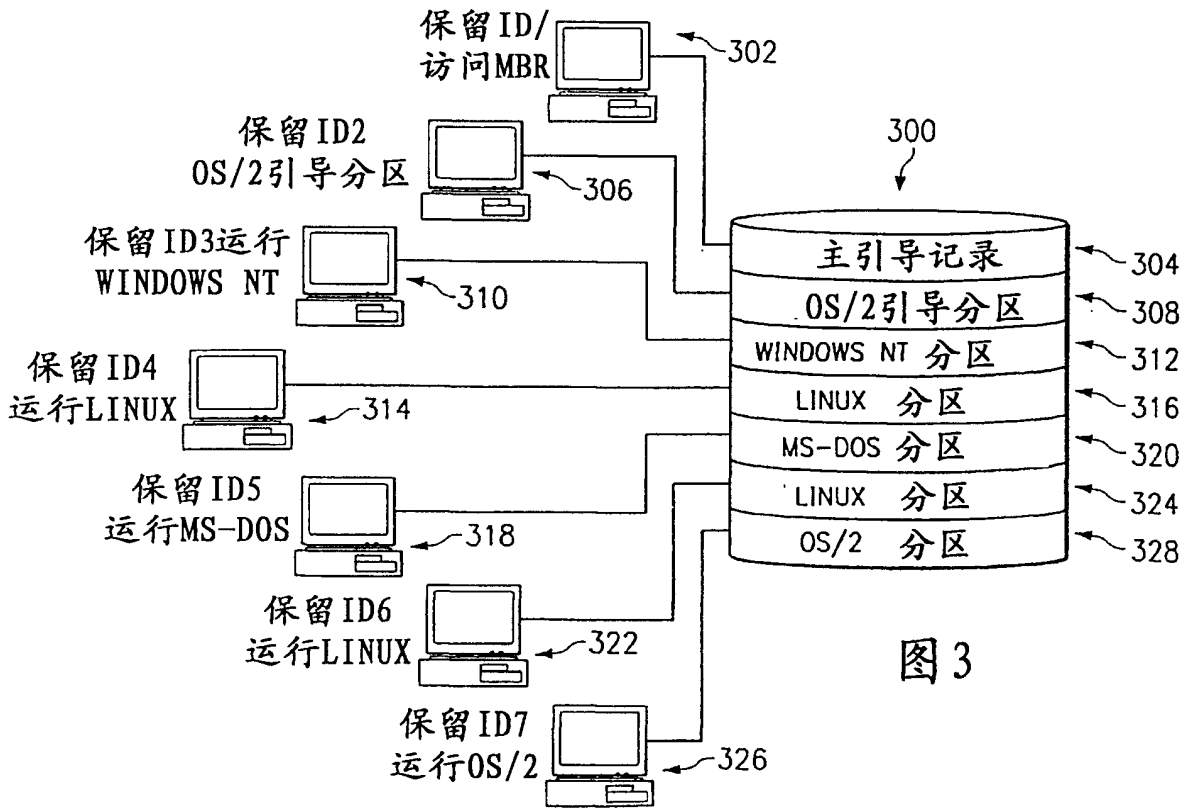 保留ID/
访问MBR
302
保留ID2
OS/2引导分区
306
300
保留ID3运行
WINDOWS NT
310
主引导记录
304
OS/2引导分区
308
WINDOWS NT 分区
312
保留ID4
运行LINUX
314
LINUX 分区
316
MS-DOS 分区
320
保留ID5
运行MS-DOS
318
LINUX 分区
324
OS/2 分区
328
保留ID6
运行LINUX
322
图3
保留ID7
运行OS/2
326